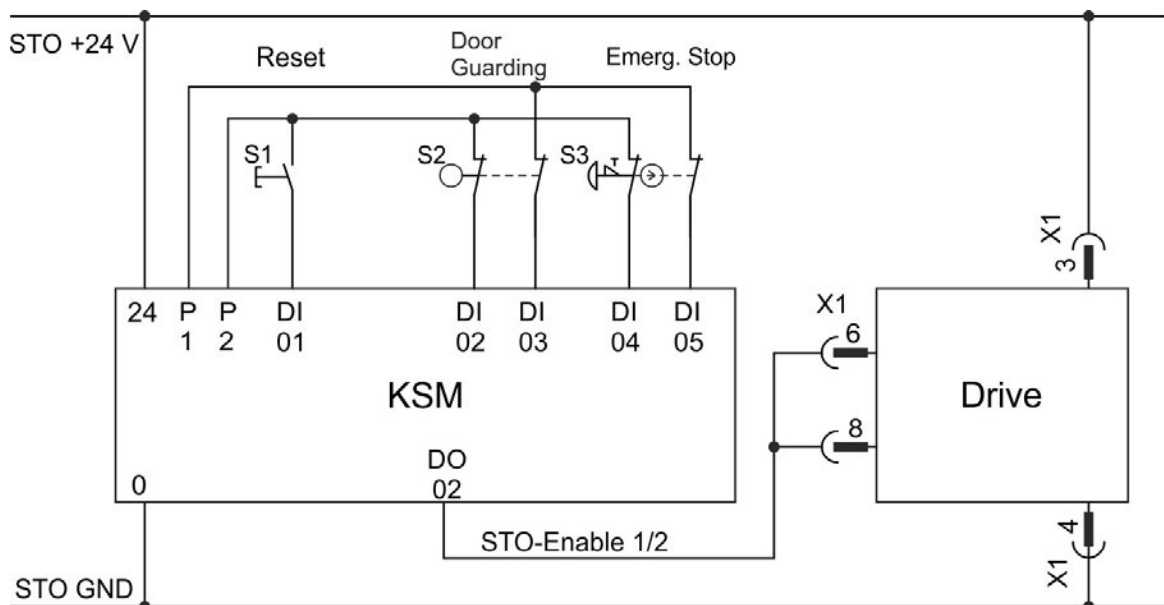 STO +24 V
Reset
Door
Guarding
Emerg. Stop
S1
S2
S3
X1
3
24 P P DI DI DI DI DI
1 2 01 02 03 04 05
X1
6
KSM
Drive
8
DO
02
0
4
STO-Enable 1/2
X1
STO GND